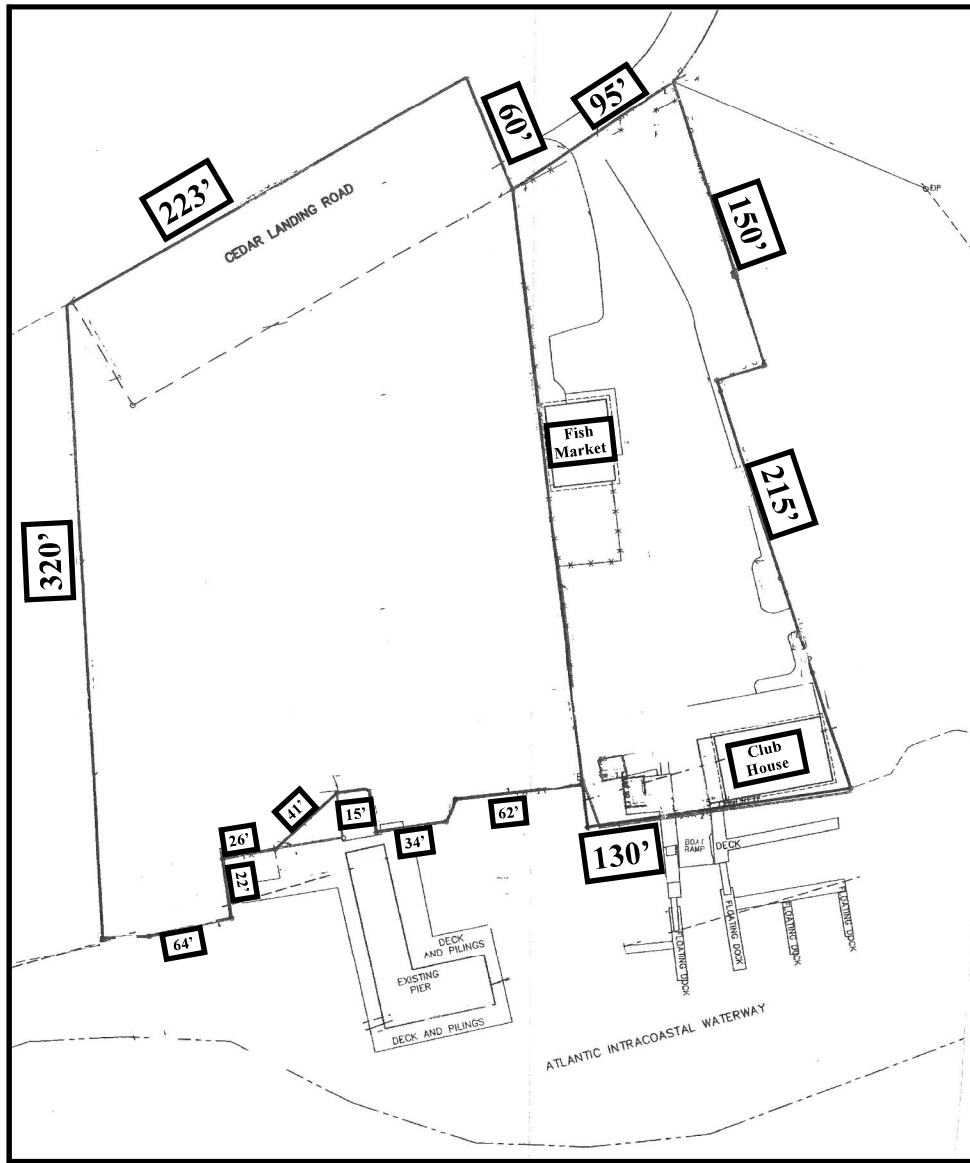 95’
60’
223’
CEDAR LANDING ROAD
EIP
150’
Fish
Market
215’
320’
Club
House
41’
15’
62’
26’
34’
130’
BOAT
RAMP
DECK
22’
64’
DECK
AND PILINGS
EXISTING
PIER
DECK AND PILINGS
FLOATING DOCK
FLOATING DOCK
FLOATING DOCK
FLOATING DOCK
ATLANTIC INTRACOASTAL WATERWAY